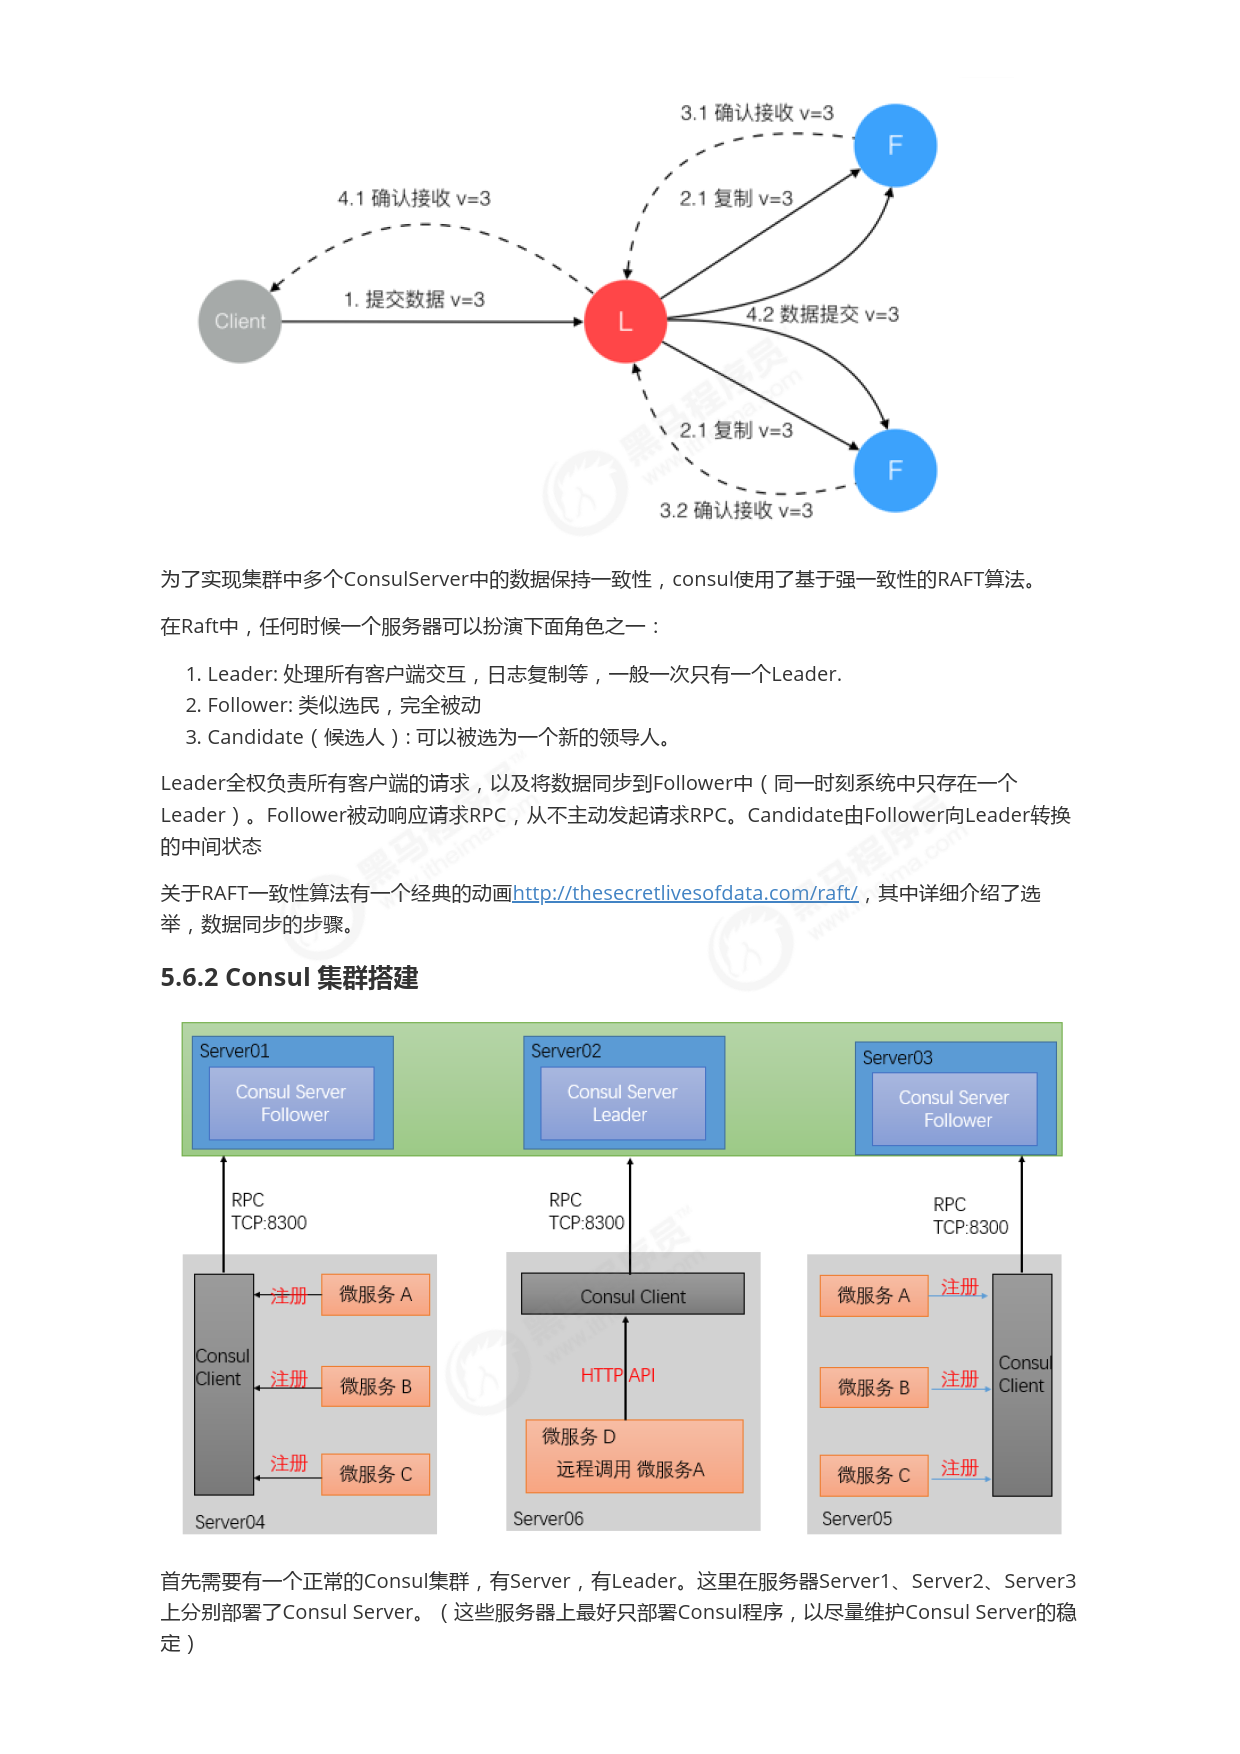 3.1 确认接收 v=3
F
4.1 确认接收 v=3
2.1 复制 v=3
1. 提交数据 v=3
Client
L
4.2 数据提交 v=3
2.1 复制 v=3
F
3.2 确认接收 v=3
黑马程序员
www.itheima.com
为了实现集群中多个ConsulServer中的数据保持一致性，consul使用了基于强一致性的RAFT算法。
在Raft中，任何时候一个服务器可以扮演下面角色之一：
1. Leader: 处理所有客户端交互，日志复制等，一般一次只有一个Leader.
2. Follower: 类似选民，完全被动
3. Candidate（候选人）: 可以被选为一个新的领导人。
Leader全权负责所有客户端的请求，以及将数据同步到Follower中（同一时刻系统中只存在一个
Leader）。Follower被动响应请求RPC，从不主动发起请求RPC。Candidate由Follower向Leader转换
的中间状态
关于RAFT一致性算法有一个经典的动画http://thesecretlivesofdata.com/raft/，其中详细介绍了选
举，数据同步的步骤。
5.6.2 Consul 集群搭建
Server01
Consul Server
Follower
Server02
Consul Server
Leader
Server03
Consul Server
Follower
RPC
TCP:8300
RPC
TCP:8300
RPC
TCP:8300
Consul
Client
注册
微服务 A
注册
微服务 B
注册
微服务 C
Server04
Consul Client
HTTP API
微服务 D
远程调用 微服务A
Server06
微服务 A
注册
微服务 B
注册
微服务 C
注册
Consul
Client
Server05
首先需要有一个正常的Consul集群，有Server，有Leader。这里在服务器Server1、Server2、Server3
上分别部署了Consul Server。（这些服务器上最好只部署Consul程序，以尽量维护Consul Server的稳
定）